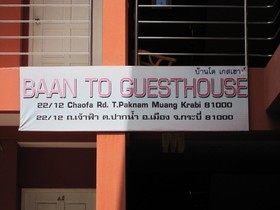 บ้านโต เกสเฮาว์
BAAN TO GUESTHOUSE
22/12 Chaofa Rd. T.Paknam Muang Krabi 81000
22/12 ถ.เจ้าฟ้า ต.ปากน้ำ อ.เมือง จ.กระบี่ 81000